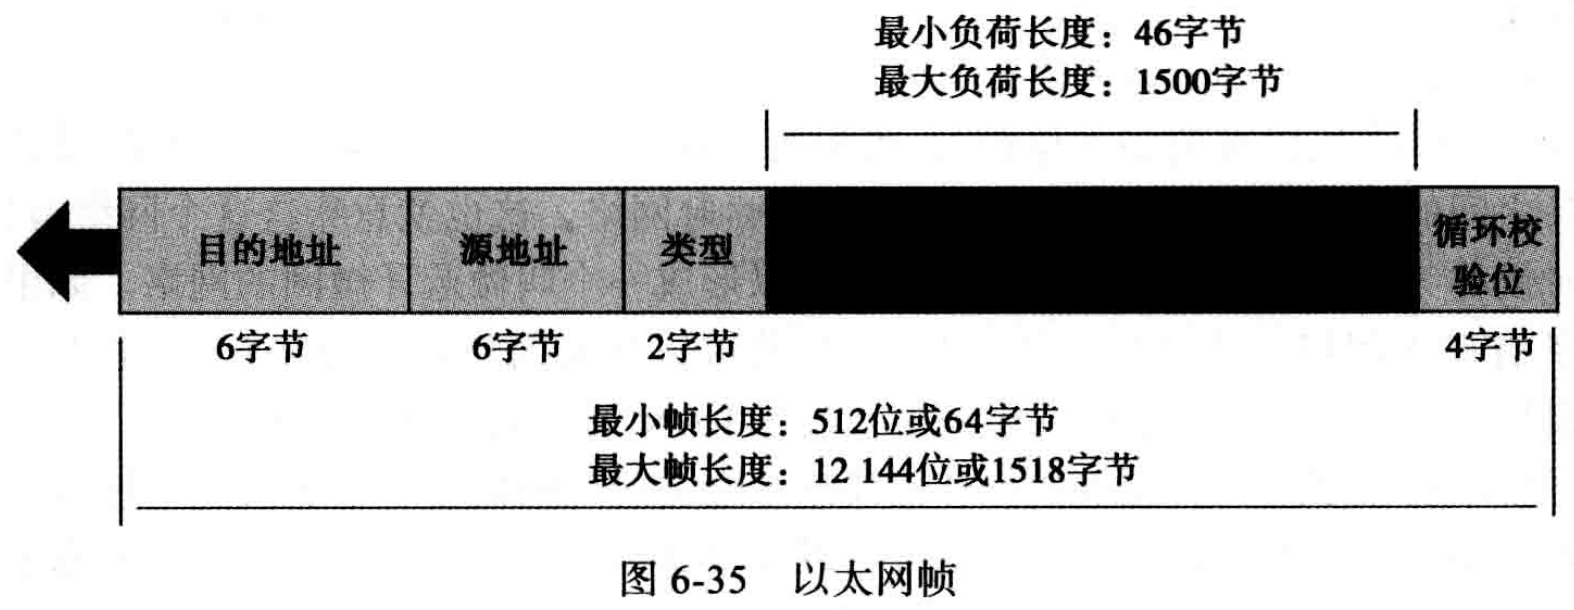 最小负荷长度：46字节
最大负荷长度：1500字节
目的地址 源地址 类型 循环校
验位
6字节 6字节 2字节 4字节
最小帧长度：512位或64字节
最大帧长度：12 144位或1518字节
图 6-35 以太网帧